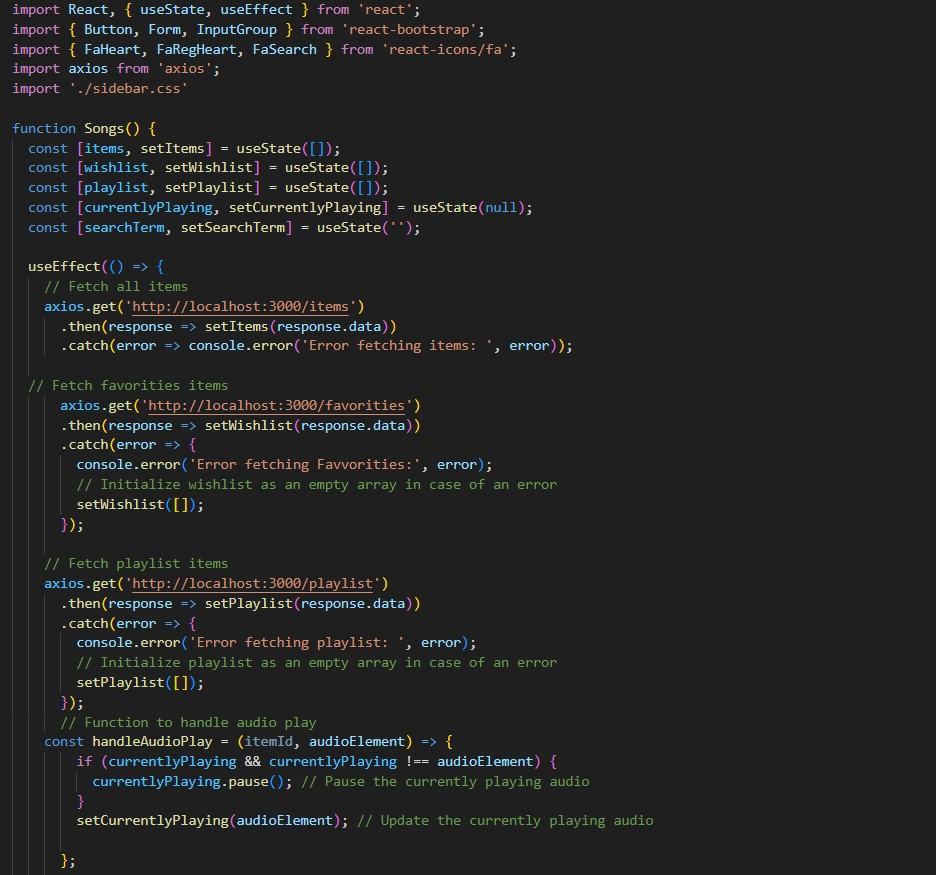 import React, { useState, useEffect } from 'react';
import { Button, Form, InputGroup } from 'react-bootstrap';
import { FaHeart, FaRegHeart, FaSearch } from 'react-icons/fa';
import axios from 'axios';
import './sidebar.css'
function Songs() {
const [items, setItems] = useState([]);
const [wishlist, setWishlist] = useState([]);
const [playlist, setPlaylist] = useState([]);
const [currentlyPlaying, setCurrentlyPlaying] = useState(null);
const [searchTerm, setSearchTerm] = useState('');
useEffect(() => {
// Fetch all items
axios.get('http://localhost:3000/items')
.then(response => setItems(response.data))
.catch(error => console.error('Error fetching items: ', error));
// Fetch favorities items
axios.get('http://localhost:3000/favorities')
.then(response => setWishlist(response.data))
.catch(error => {
console.error('Error fetching Favvorities:', error);
// Initialize wishlist as an empty array in case of an error
setWishlist([]);
});
// Fetch playlist items
axios.get('http://localhost:3000/playlist')
.then(response => setPlaylist(response.data))
.catch(error => {
console.error('Error fetching playlist: ', error);
// Initialize playlist as an empty array in case of an error
setPlaylist([]);
});
// Function to handle audio play
const handleAudioPlay = (itemId, audioElement) => {
if (currentlyPlaying && currentlyPlaying !== audioElement) {
currentlyPlaying.pause(); // Pause the currently playing audio
}
setCurrentlyPlaying(audioElement); // Update the currently playing audio
};